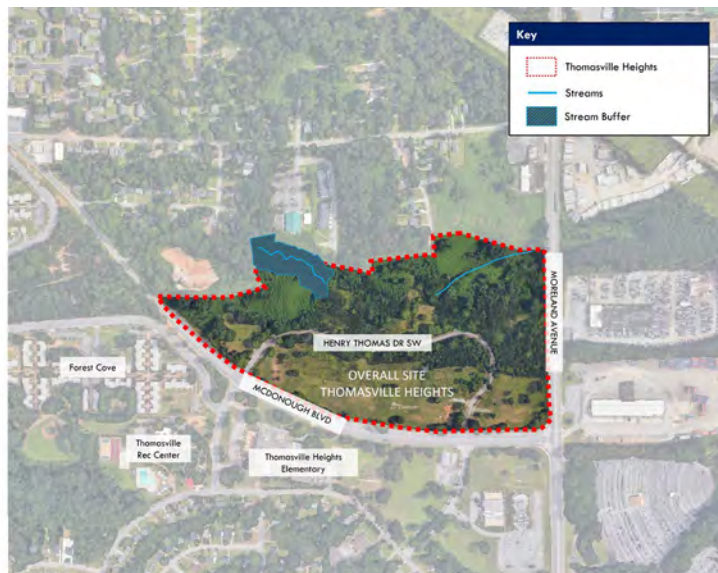 Key
Thomasville Heights
Streams
Stream Buffer
MORELAND AVENUE
HENRY THOMAS DR SW
OVERALL SITE
THOMASVILLE HEIGHTS
Forest Cove
MCDONOUGH BLVD
Thomasville
Rec Center
Thomasville Heights
Elementary